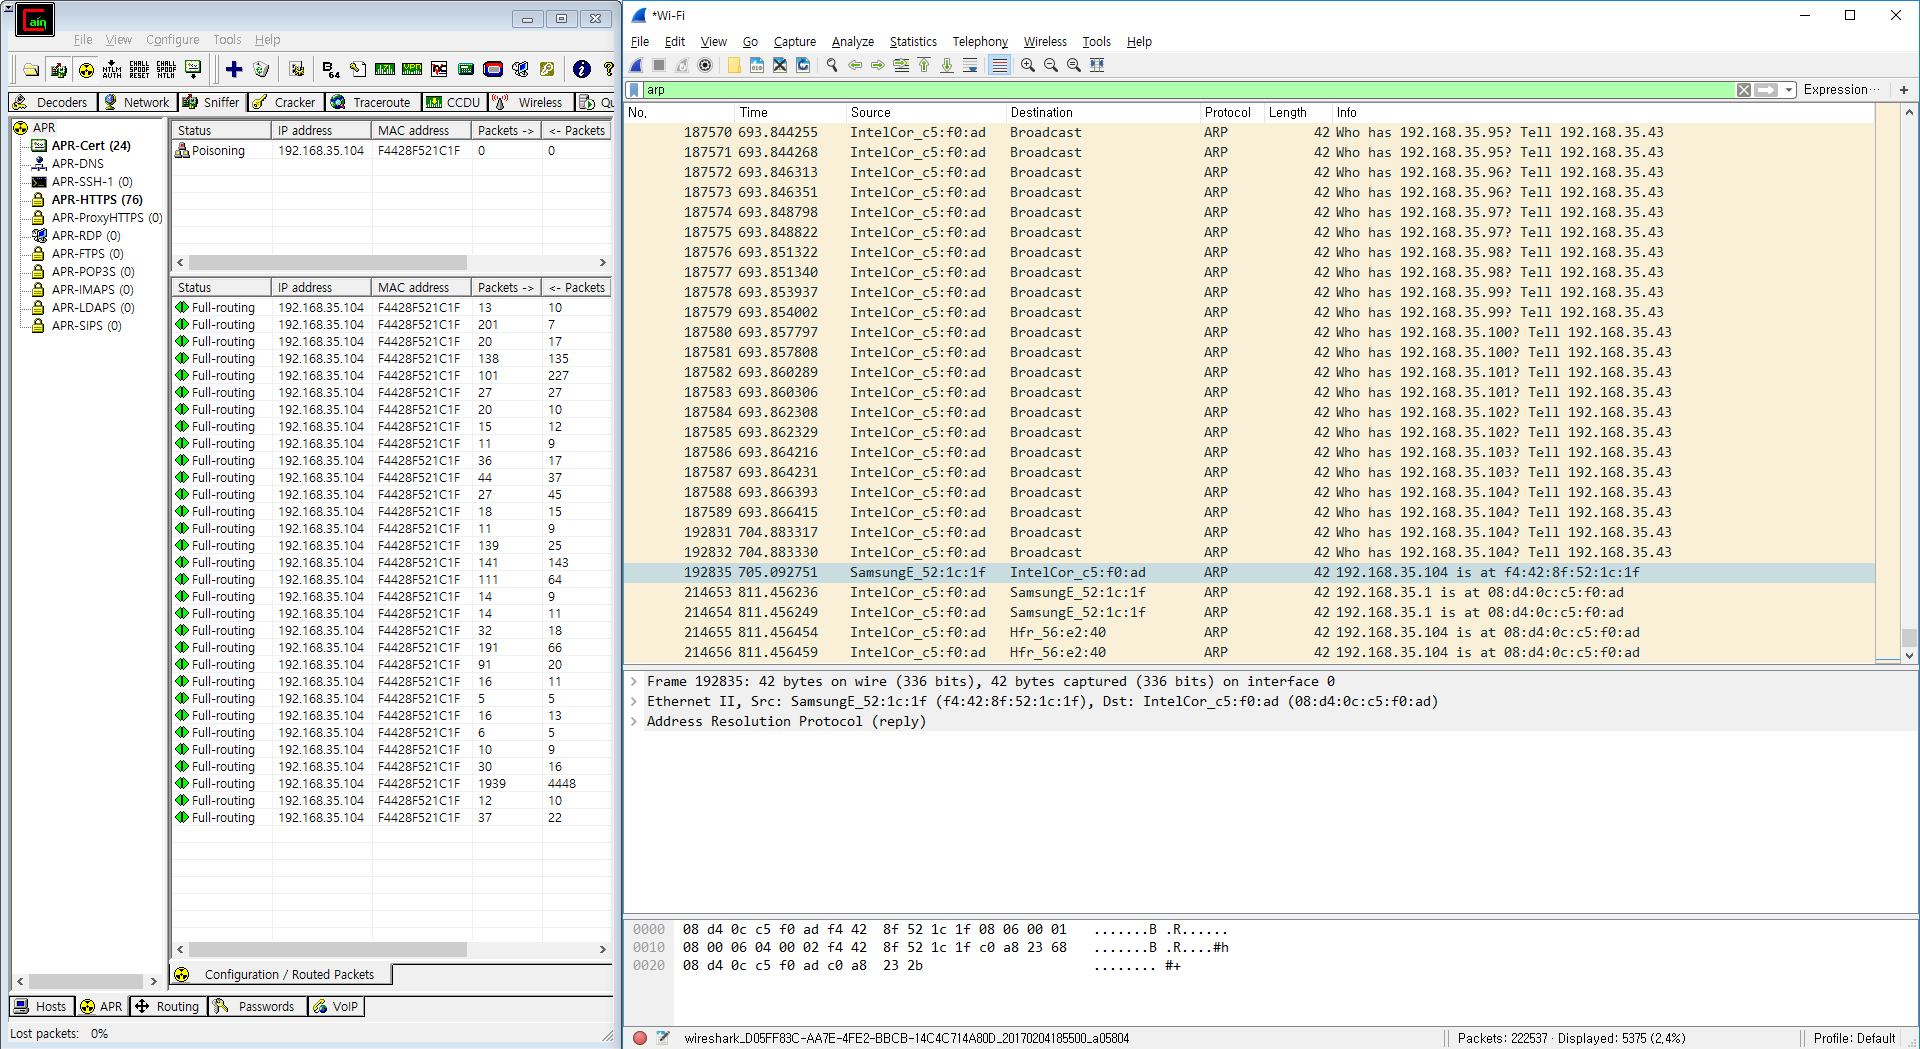 Cain
File View Configure Tools Help
NTLM AUTH CHALL SPOOF RESET CHALL SPOOF NTLM B 64
Decoders Network Sniffer Cracker Traceroute CCDU Wireless Qu
APR
APR-Cert (24)
APR-DNS
APR-SSH-1 (0)
APR-HTTPS (76)
APR-ProxyHTTPS (0)
APR-RDP (0)
APR-FTPS (0)
APR-POP3S (0)
APR-IMAPS (0)
APR-LDAPS (0)
APR-SIPS (0)
Status IP address MAC address Packets -> <- Packets
Poisoning 192.168.35.104 F4428F521C1F 0 0
Status IP address MAC address Packets -> <- Packets
Full-routing 192.168.35.104 F4428F521C1F 13 10
Full-routing 192.168.35.104 F4428F521C1F 201 7
Full-routing 192.168.35.104 F4428F521C1F 20 17
Full-routing 192.168.35.104 F4428F521C1F 138 135
Full-routing 192.168.35.104 F4428F521C1F 101 227
Full-routing 192.168.35.104 F4428F521C1F 27 27
Full-routing 192.168.35.104 F4428F521C1F 20 10
Full-routing 192.168.35.104 F4428F521C1F 15 12
Full-routing 192.168.35.104 F4428F521C1F 11 9
Full-routing 192.168.35.104 F4428F521C1F 36 17
Full-routing 192.168.35.104 F4428F521C1F 44 37
Full-routing 192.168.35.104 F4428F521C1F 27 45
Full-routing 192.168.35.104 F4428F521C1F 18 15
Full-routing 192.168.35.104 F4428F521C1F 11 9
Full-routing 192.168.35.104 F4428F521C1F 139 25
Full-routing 192.168.35.104 F4428F521C1F 141 143
Full-routing 192.168.35.104 F4428F521C1F 111 64
Full-routing 192.168.35.104 F4428F521C1F 14 9
Full-routing 192.168.35.104 F4428F521C1F 14 11
Full-routing 192.168.35.104 F4428F521C1F 32 18
Full-routing 192.168.35.104 F4428F521C1F 191 66
Full-routing 192.168.35.104 F4428F521C1F 91 20
Full-routing 192.168.35.104 F4428F521C1F 16 11
Full-routing 192.168.35.104 F4428F521C1F 5 5
Full-routing 192.168.35.104 F4428F521C1F 16 13
Full-routing 192.168.35.104 F4428F521C1F 6 5
Full-routing 192.168.35.104 F4428F521C1F 10 9
Full-routing 192.168.35.104 F4428F521C1F 30 16
Full-routing 192.168.35.104 F4428F521C1F 1939 4448
Full-routing 192.168.35.104 F4428F521C1F 12 10
Full-routing 192.168.35.104 F4428F521C1F 37 22
Configuration / Routed Packets
Hosts APR Routing Passwords VoIP
Lost packets: 0%
*Wi-Fi
File Edit View Go Capture Analyze Statistics Telephony Wireless Tools Help
arp Expression… +
No. Time Source Destination Protocol Length Info
187570 693.844255 IntelCor_c5:f0:ad Broadcast ARP 42 Who has 192.168.35.95? Tell 192.168.35.43
187571 693.844268 IntelCor_c5:f0:ad Broadcast ARP 42 Who has 192.168.35.95? Tell 192.168.35.43
187572 693.846313 IntelCor_c5:f0:ad Broadcast ARP 42 Who has 192.168.35.96? Tell 192.168.35.43
187573 693.846351 IntelCor_c5:f0:ad Broadcast ARP 42 Who has 192.168.35.96? Tell 192.168.35.43
187574 693.848798 IntelCor_c5:f0:ad Broadcast ARP 42 Who has 192.168.35.97? Tell 192.168.35.43
187575 693.848822 IntelCor_c5:f0:ad Broadcast ARP 42 Who has 192.168.35.97? Tell 192.168.35.43
187576 693.851322 IntelCor_c5:f0:ad Broadcast ARP 42 Who has 192.168.35.98? Tell 192.168.35.43
187577 693.851340 IntelCor_c5:f0:ad Broadcast ARP 42 Who has 192.168.35.98? Tell 192.168.35.43
187578 693.853937 IntelCor_c5:f0:ad Broadcast ARP 42 Who has 192.168.35.99? Tell 192.168.35.43
187579 693.854002 IntelCor_c5:f0:ad Broadcast ARP 42 Who has 192.168.35.99? Tell 192.168.35.43
187580 693.857797 IntelCor_c5:f0:ad Broadcast ARP 42 Who has 192.168.35.100? Tell 192.168.35.43
187581 693.857808 IntelCor_c5:f0:ad Broadcast ARP 42 Who has 192.168.35.100? Tell 192.168.35.43
187582 693.860289 IntelCor_c5:f0:ad Broadcast ARP 42 Who has 192.168.35.101? Tell 192.168.35.43
187583 693.860306 IntelCor_c5:f0:ad Broadcast ARP 42 Who has 192.168.35.101? Tell 192.168.35.43
187584 693.862308 IntelCor_c5:f0:ad Broadcast ARP 42 Who has 192.168.35.102? Tell 192.168.35.43
187585 693.862329 IntelCor_c5:f0:ad Broadcast ARP 42 Who has 192.168.35.102? Tell 192.168.35.43
187586 693.864216 IntelCor_c5:f0:ad Broadcast ARP 42 Who has 192.168.35.103? Tell 192.168.35.43
187587 693.864231 IntelCor_c5:f0:ad Broadcast ARP 42 Who has 192.168.35.103? Tell 192.168.35.43
187588 693.866393 IntelCor_c5:f0:ad Broadcast ARP 42 Who has 192.168.35.104? Tell 192.168.35.43
187589 693.866415 IntelCor_c5:f0:ad Broadcast ARP 42 Who has 192.168.35.104? Tell 192.168.35.43
192831 704.883317 IntelCor_c5:f0:ad Broadcast ARP 42 Who has 192.168.35.104? Tell 192.168.35.43
192832 704.883330 IntelCor_c5:f0:ad Broadcast ARP 42 Who has 192.168.35.104? Tell 192.168.35.43
192835 705.092751 SamsungE_52:1c:1f IntelCor_c5:f0:ad ARP 42 192.168.35.104 is at f4:42:8f:52:1c:1f
214653 811.456236 IntelCor_c5:f0:ad SamsungE_52:1c:1f ARP 42 192.168.35.1 is at 08:d4:0c:c5:f0:ad
214654 811.456249 IntelCor_c5:f0:ad SamsungE_52:1c:1f ARP 42 192.168.35.1 is at 08:d4:0c:c5:f0:ad
214655 811.456454 IntelCor_c5:f0:ad Hfr_56:e2:40 ARP 42 192.168.35.104 is at 08:d4:0c:c5:f0:ad
214656 811.456459 IntelCor_c5:f0:ad Hfr_56:e2:40 ARP 42 192.168.35.104 is at 08:d4:0c:c5:f0:ad
Frame 192835: 42 bytes on wire (336 bits), 42 bytes captured (336 bits) on interface 0
Ethernet II, Src: SamsungE_52:1c:1f (f4:42:8f:52:1c:1f), Dst: IntelCor_c5:f0:ad (08:d4:0c:c5:f0:ad)
Address Resolution Protocol (reply)
0000 08 d4 0c c5 f0 ad f4 42 8f 52 1c 1f 08 06 00 01 .......B .R......
0010 08 00 06 04 00 02 f4 42 8f 52 1c 1f c0 a8 23 68 .......B .R....#h
0020 08 d4 0c c5 f0 ad c0 a8 23 2b ........ #+
wireshark_D05FF83C-AA7E-4FE2-BBCB-14C4C714A80D_20170204185500_a05804 Packets: 222537 · Displayed: 5375 (2,4%) Profile: Default